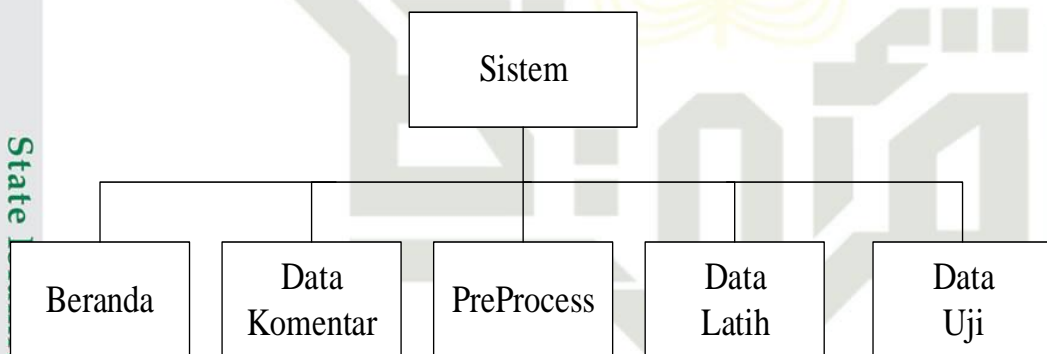 Sistem
State
Beranda
Data
Komentar
PreProcess
Data
Latih
Data
Uji